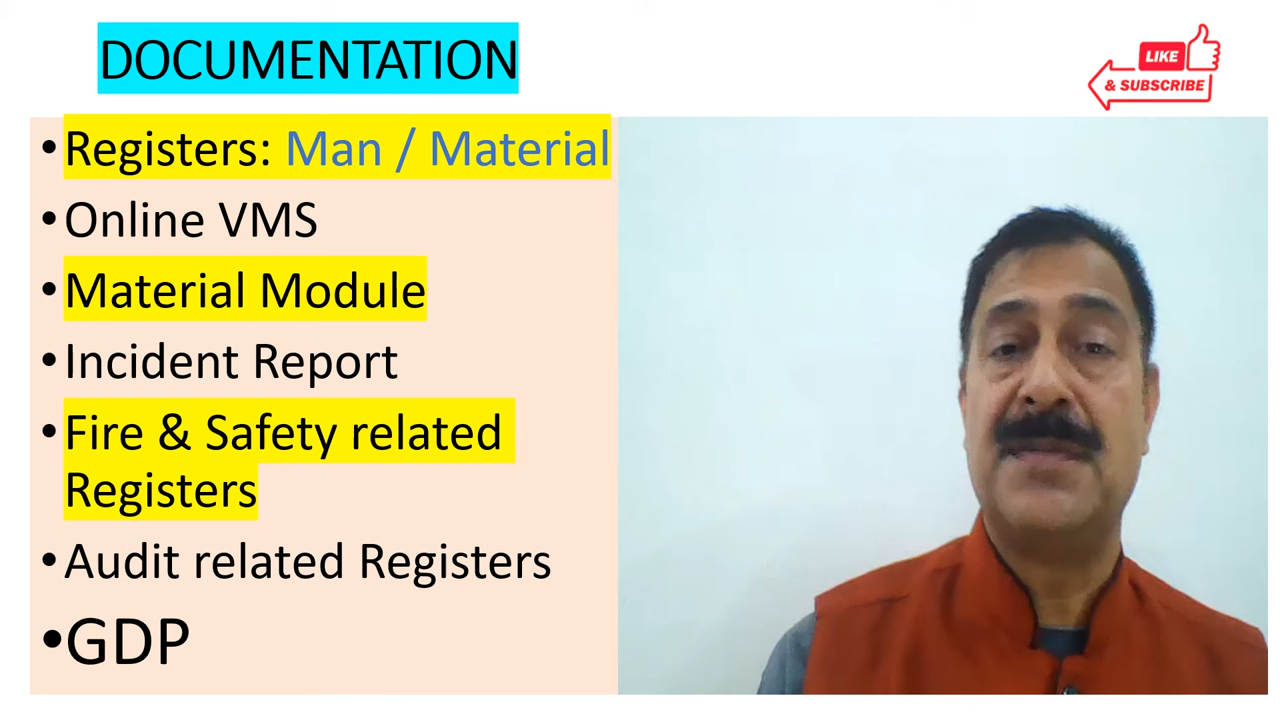 DOCUMENTATION
LIKE
& SUBSCRIBE
•Registers: Man / Material
•Online VMS
•Material Module
•Incident Report
•Fire & Safety related
Registers
•Audit related Registers
•GDP